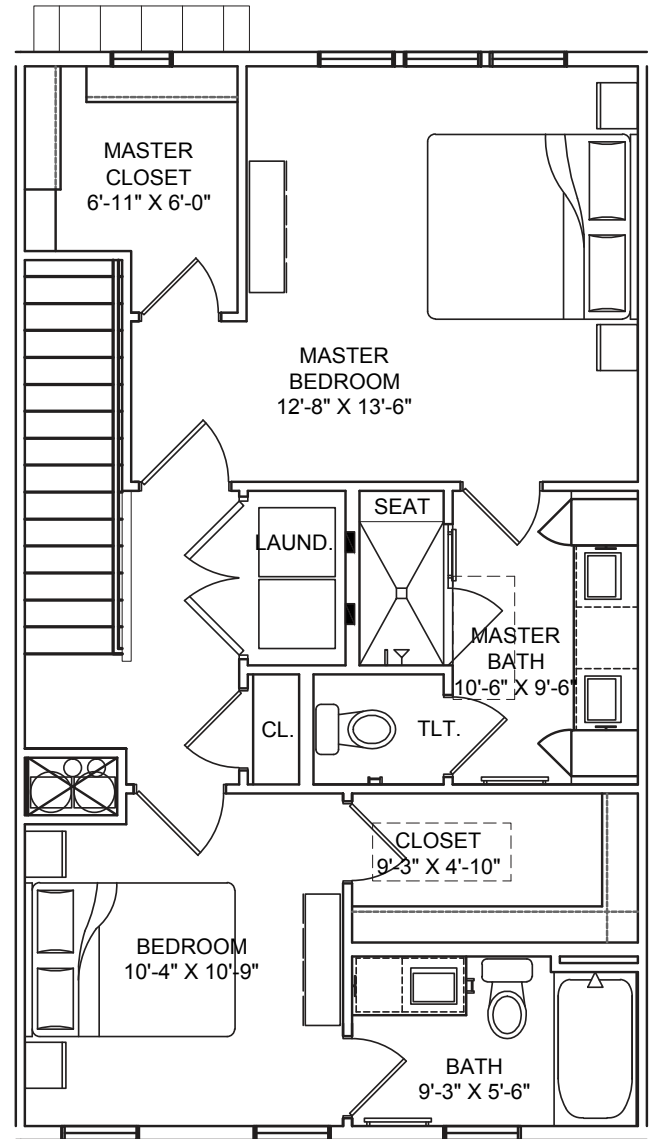 MASTER
CLOSET
6'-11" X 6'-0"
MASTER
BEDROOM
12'-8" X 13'-6"
SEAT
LAUND.
MASTER
BATH
10'-6" X 9'-6"
CL.
TLT.
CLOSET
9'-3" X 4'-10"
BEDROOM
10'-4" X 10'-9"
BATH
9'-3" X 5'-6"